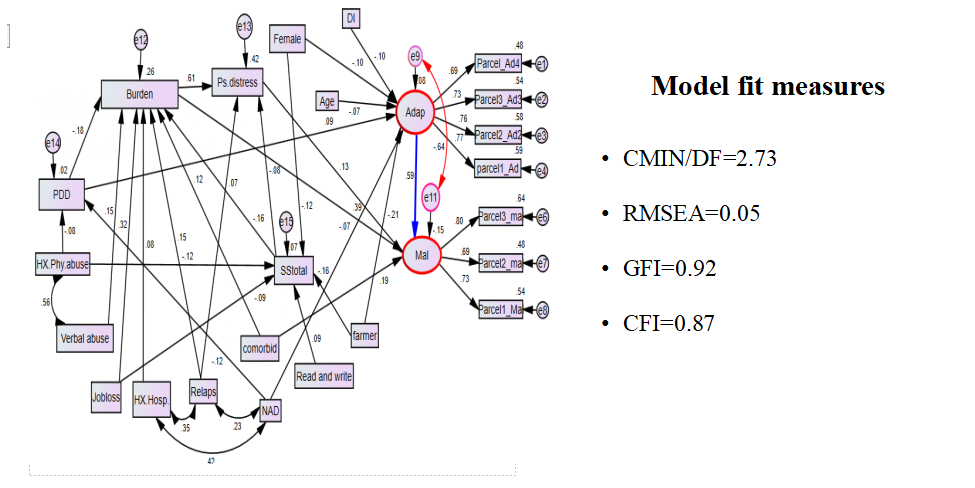 DI
e13
e12
Female
.48
e9
.42
-.10
Parcel_Ad4
e1
.26
-.10
.69
.08
.54
Ps.distress
.61
Burden
Age
-.07
.73
Parcel3_Ad3
e2
Adap
.09
.58
.76
-.18
Parcel2_Ad2
e3
.77
e14
-.64
.59
parcel1_Ad
e4
.02
.13
-.08
.12
.07
.59
PDD
e11
.64
.80
.39
-.12
Parcel3_ma
e6
.15
-.21
-.16
e15
.32
-.07
-.15
-.08
.15
.08
.07
.48
HX.Phy.abuse
-.12
.69
Mal
Parcel2_ma
e7
SStotal
-.16
.73
.19
.54
.56
-.09
Parcel1_Ma
e8
Verbal abuse
farmer
.09
comorbid
-.12
Read and write
Jobloss
HX.Hosp.
Relaps
NAD
.35
.23
.42
Model fit measures
• CMIN/DF=2.73
• RMSEA=0.05
• GFI=0.92
• CFI=0.87